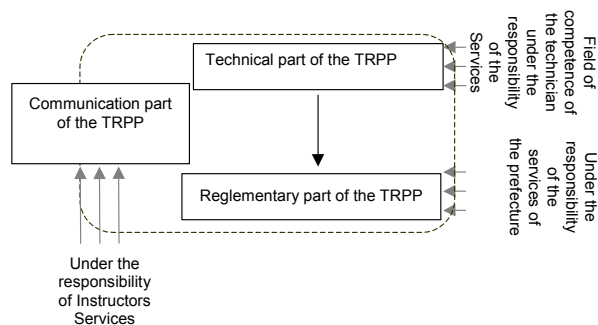 Technical part of the TRPP
Communication part
of the TRPP
Reglementary part of the TRPP
Field of
competence of
the technician
under the
responsibility
of the
Services
Under the
responsibility
of the
services of
the prefecture
Under the
responsibility
of Instructors
Services